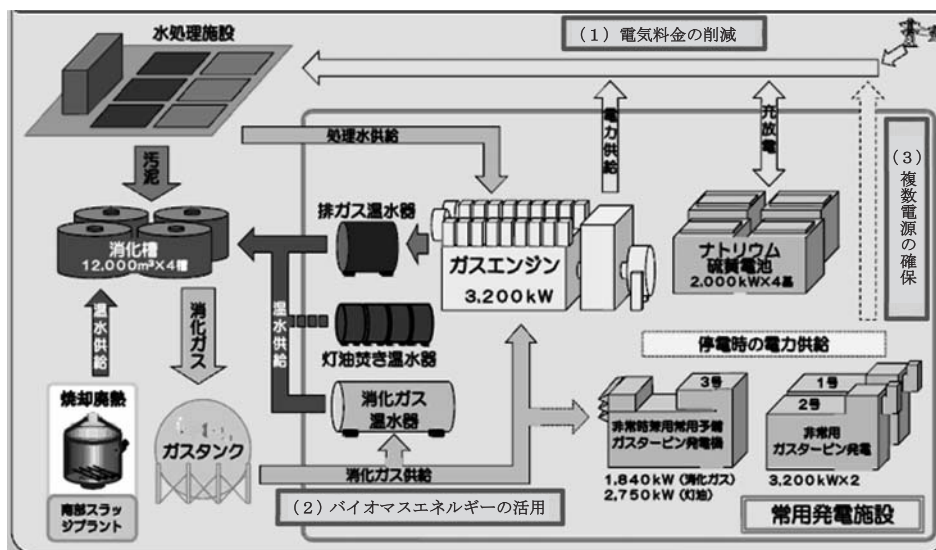 水処理施設
(1) 電気料金の削減
処理水供給
電力供給
充放電
(3) 複数電源の確保
汚泥
排ガス温水器
ガスエンジン
3,200kW
ナトリウム
硫黄電池
2,000kW×4基
消化槽
12,000m³×4槽
温水供給
消化ガス
温水供給
灯油焚き温水器
停電時の電力供給
焼却廃熱
消化ガス
温水器
3号
非常時兼用常用予備
ガスタービン発電機
1号
2号
非常用
ガスタービン発電
ガスタンク
消化ガス供給
1,840kW (消化ガス)
2,750kW (灯油)
3,200kW×2
南部スラッ
ジプラント
(2) バイオマスエネルギーの活用
常用発電施設